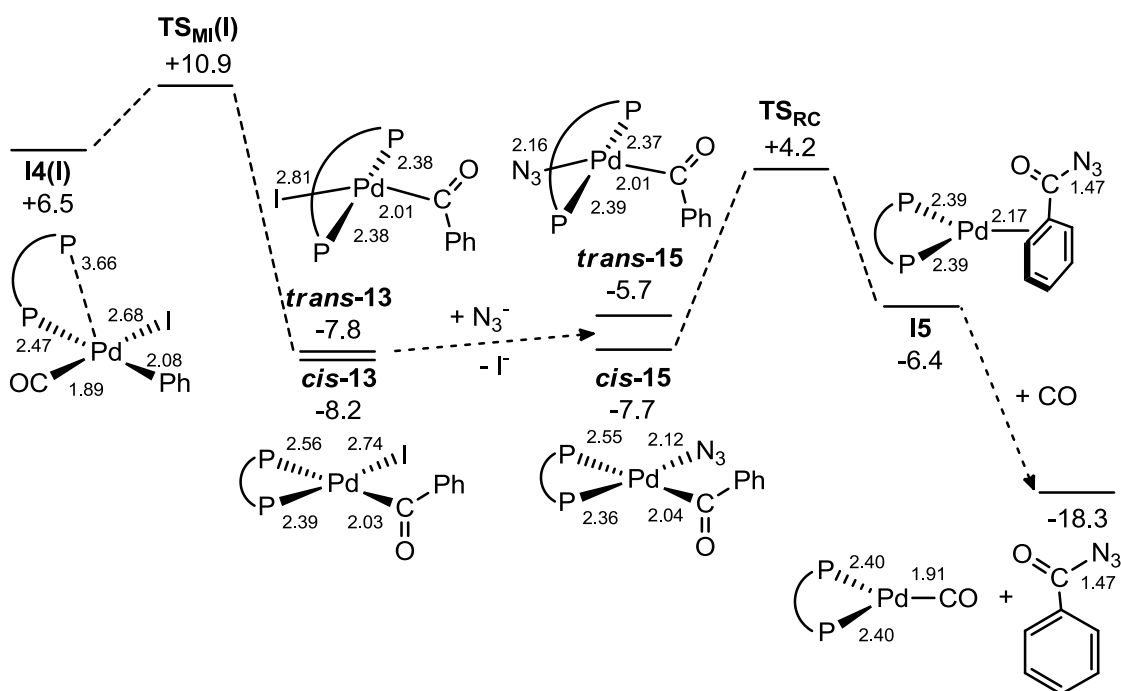 TS_MI(I)
+10.9
I4(I)
+6.5
P
3.66
P
2.68
I
2.47
Pd
2.08
OC
1.89
Ph
P
2.38
O
2.81
I
Pd
C
2.01
Ph
P
2.38
trans-13
-7.8
cis-13
-8.2
2.56
2.74
P
I
Pd
Ph
P
C
2.39
2.03
O
+ N3-
- I-
P
2.16
2.37
O
N3
Pd
C
2.01
P
2.39
Ph
trans-15
-5.7
cis-15
-7.7
2.55
2.12
P
N3
Pd
Ph
P
C
2.36
2.04
O
TS_RC
+4.2
O
N3
C
1.47
P
2.39
Pd
2.17
P
2.39
I5
-6.4
+ CO
-18.3
P
2.40
1.91
Pd
CO
P
2.40
+
O
N3
C
1.47